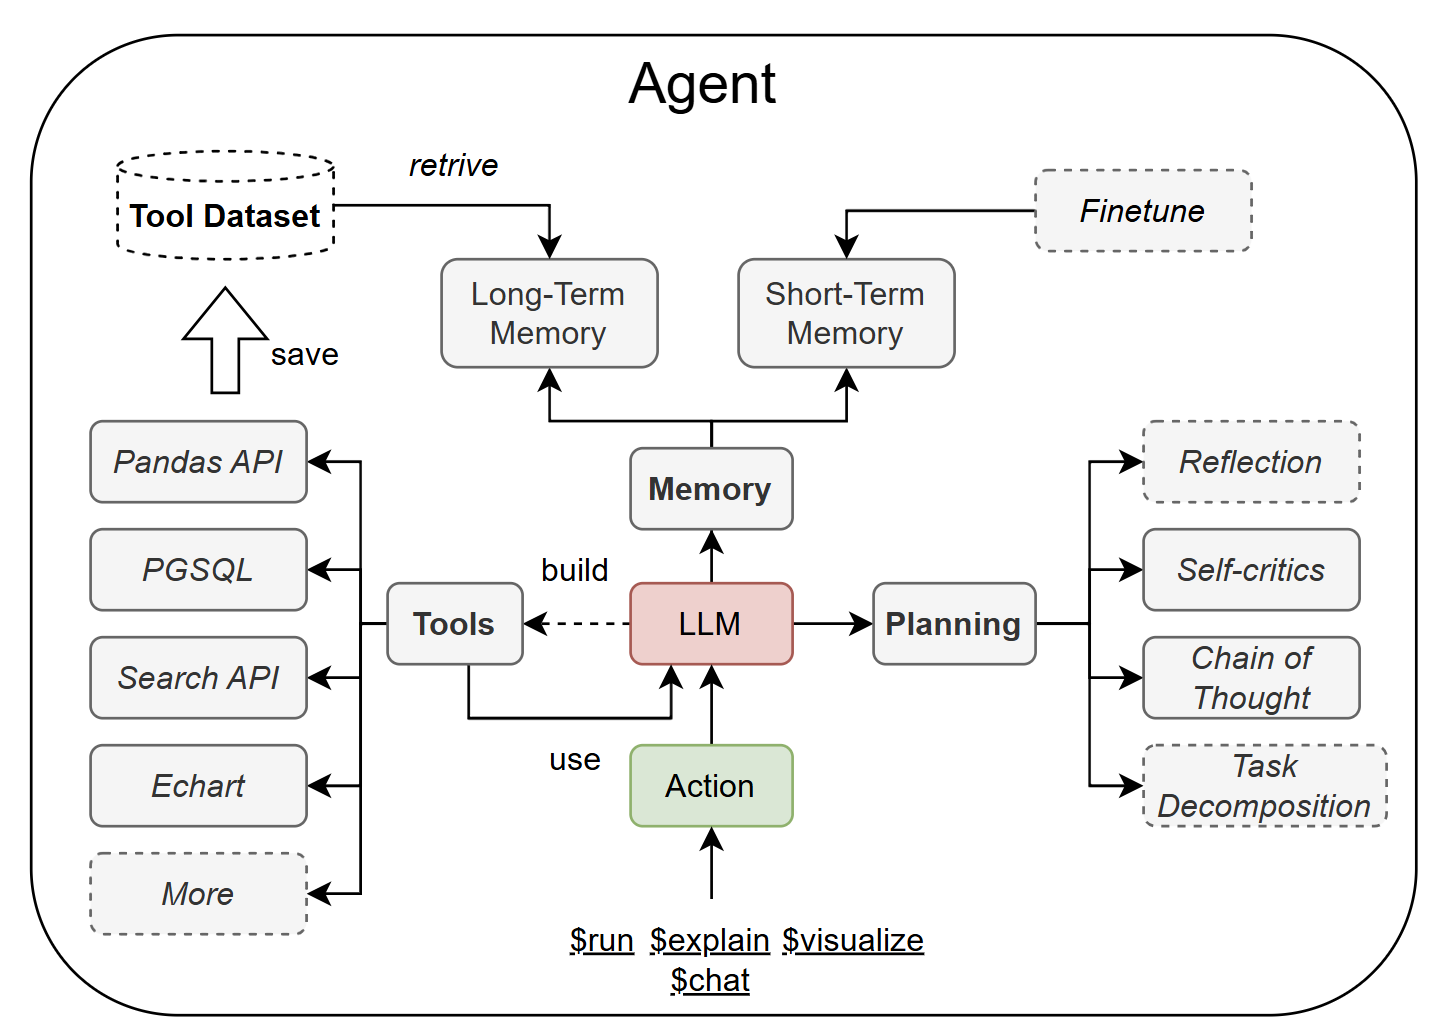 Agent
retrive
Tool Dataset
Finetune
Long-Term
Memory
Short-Term
Memory
save
Pandas API
PGSQL
Search API
Echart
More
Memory
build
Tools
LLM
Planning
use
Action
Reflection
Self-critics
Chain of
Thought
Task
Decomposition
$run $explain $visualize
$chat